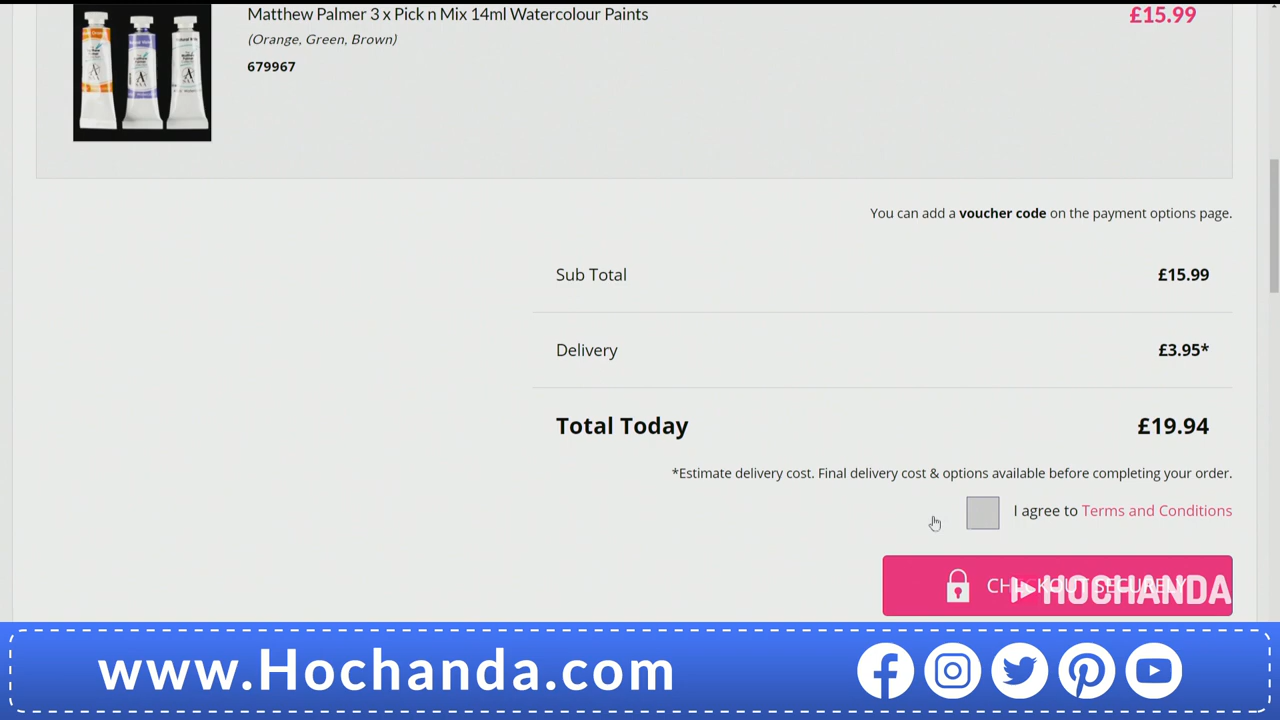 Matthew Palmer 3 x Pick n Mix 14ml Watercolour Paints
£15.99
(Orange, Green, Brown)
679967
You can add a voucher code on the payment options page.
Sub Total
£15.99
Delivery
£3.95*
Total Today
£19.94
*Estimate delivery cost. Final delivery cost & options available before completing your order.
I agree to Terms and Conditions
CHECKOUT SECURELY
HOCHANDA
www.Hochanda.com